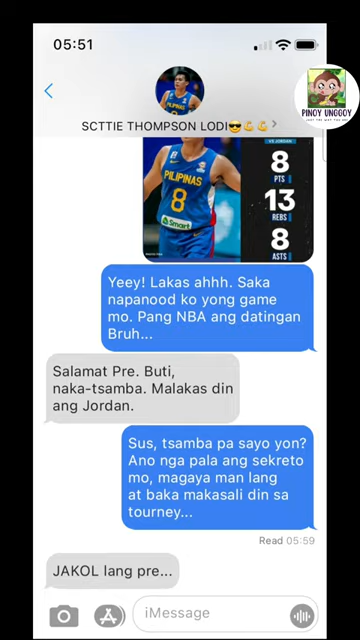 05:51
PINOY UNGGOY
SCTTIE THOMPSON LODI😎💪💪 >
VS JORDAN
PILIPINAS
8
Smart
8
PTS
13
REBS
8
ASTS
Yeey! Lakas ahhh. Saka
napanood ko yong game
mo. Pang NBA ang datingan
Bruh...
Salamat Pre. Buti,
naka-tsamba. Malakas din
ang Jordan.
Sus, tsamba pa sayo yon?
Ano nga pala ang sekreto
mo, magaya man lang
at baka makasali din sa
tourney...
Read 05:59
JAKOL lang pre...
iMessage